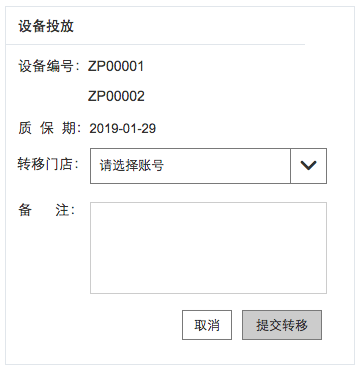 设备投放
设备编号：ZP00001
ZP00002
质 保 期：2019-01-29
转移门店：请选择账号
备 注：
取消 提交转移